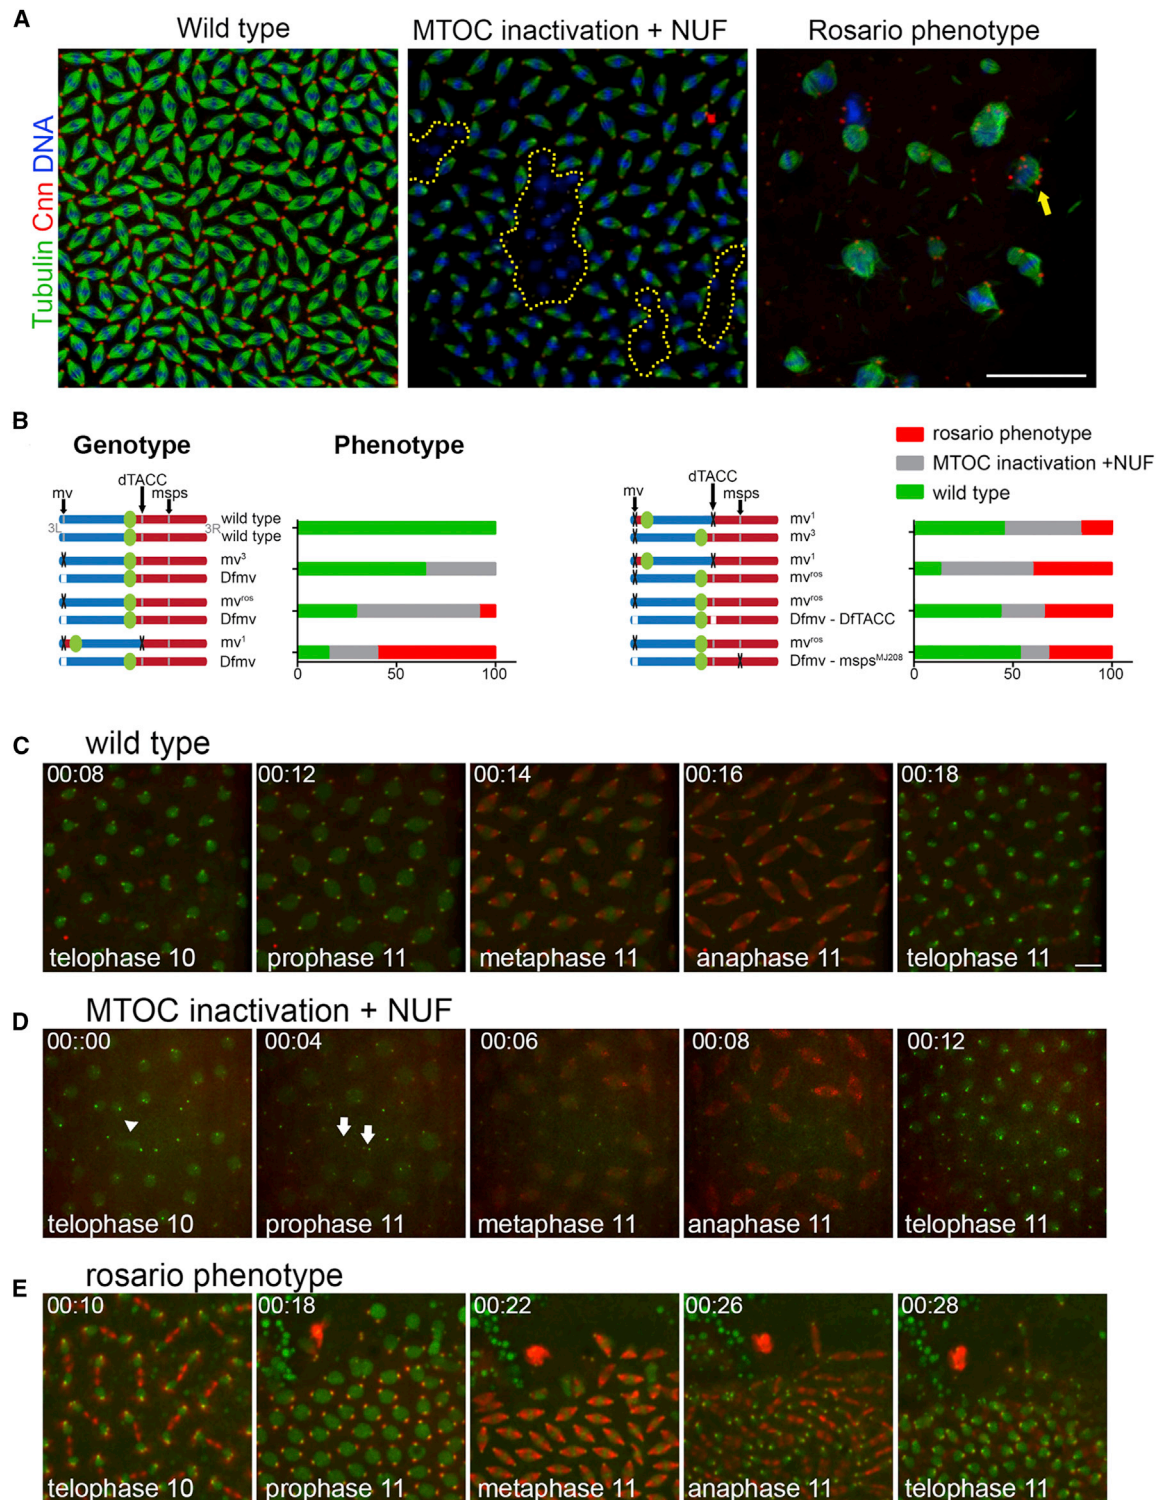 A
Wild type
MTOC inactivation + NUF
Rosario phenotype
Tubulin Cnn DNA
B
Genotype
Phenotype
mv
dTACC
msps
3L
3R
wild type
wild type
mv3
Dfmv
mvros
Dfmv
mv1
Dfmv
0
50
100
rosario phenotype
MTOC inactivation +NUF
wild type
mv
dTACC
msps
mv1
mv3
mv1
mvros
mvros
Dfmv - DfTACC
mvros
Dfmv - mspsMJ208
0
50
100
C
wild type
00:08
00:12
00:14
00:16
00:18
telophase 10
prophase 11
metaphase 11
anaphase 11
telophase 11
D
MTOC inactivation + NUF
00::00
00:04
00:06
00:08
00:12
telophase 10
prophase 11
metaphase 11
anaphase 11
telophase 11
E
rosario phenotype
00:10
00:18
00:22
00:26
00:28
telophase 10
prophase 11
metaphase 11
anaphase 11
telophase 11